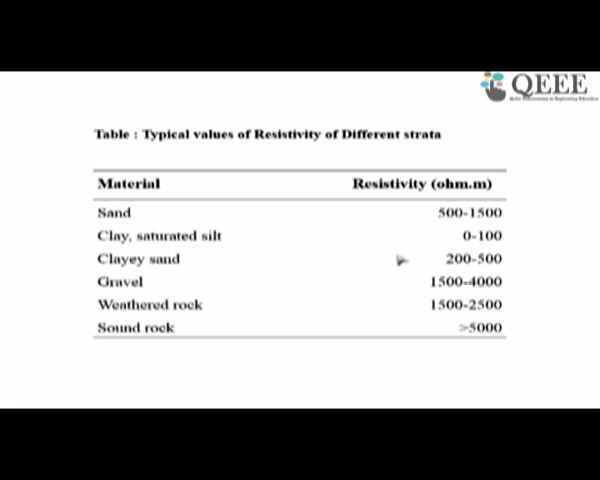 QEEE
Table : Typical values of Resistivity of Different strata
Material Resistivity (ohm.m)
Sand 500-1500
Clay, saturated silt 0-100
Clayey sand 200-500
Gravel 1500-4000
Weathered rock 1500-2500
Sound rock >5000